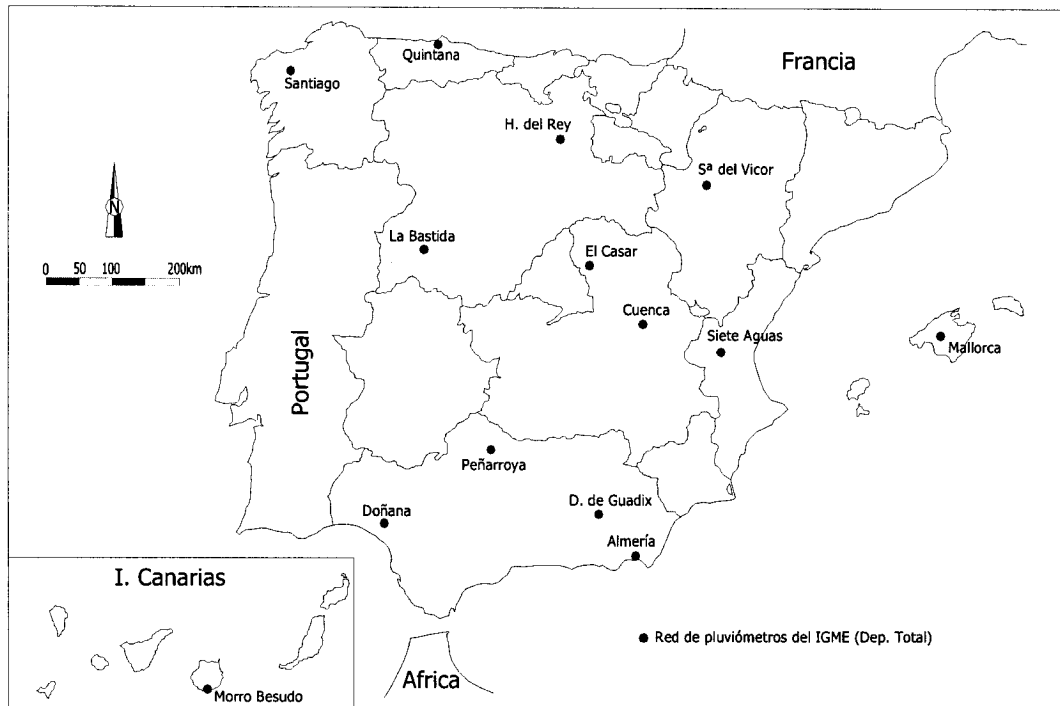 Quintana
Francia
Santiago
H. del Rey
Sª del Vicor
N
La Bastida
El Casar
0 50 100 200km
Cuenca
Siete Aguas
Mallorca
Portugal
Peñarroya
D. de Guadix
Doñana
Almería
I. Canarias
Red de pluviómetros del IGME (Dep. Total)
Africa
Morro Besudo